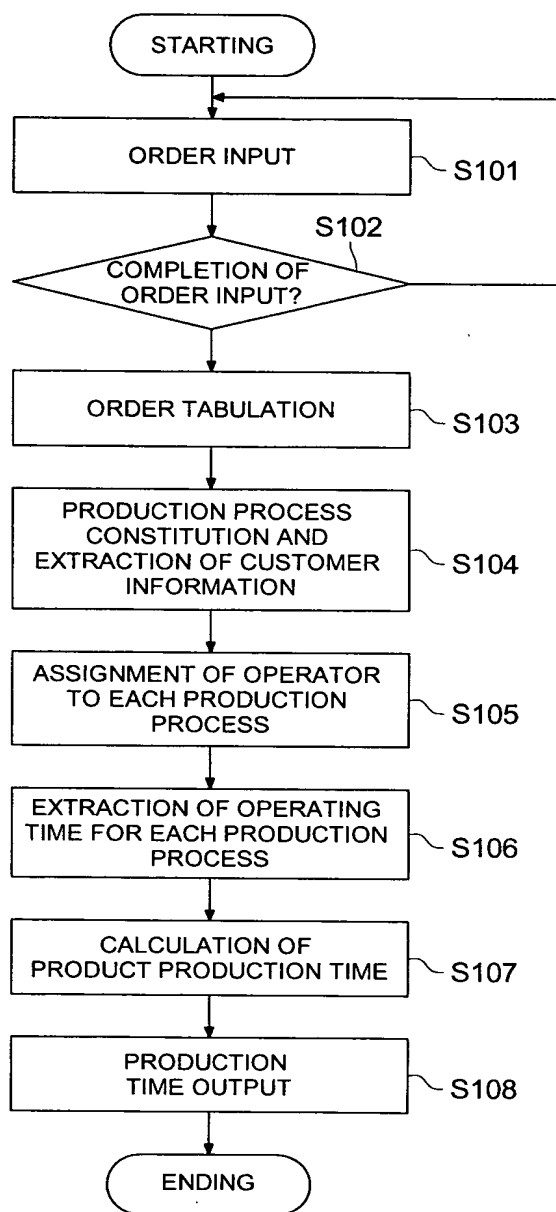 STARTING
ORDER INPUT
S101
S102
COMPLETION OF
ORDER INPUT?
ORDER TABULATION
S103
PRODUCTION PROCESS
CONSTITUTION AND
EXTRACTION OF CUSTOMER
INFORMATION
S104
ASSIGNMENT OF OPERATOR
TO EACH PRODUCTION
PROCESS
S105
EXTRACTION OF OPERATING
TIME FOR EACH PRODUCTION
PROCESS
S106
CALCULATION OF
PRODUCT PRODUCTION TIME
S107
PRODUCTION
TIME OUTPUT
S108
ENDING